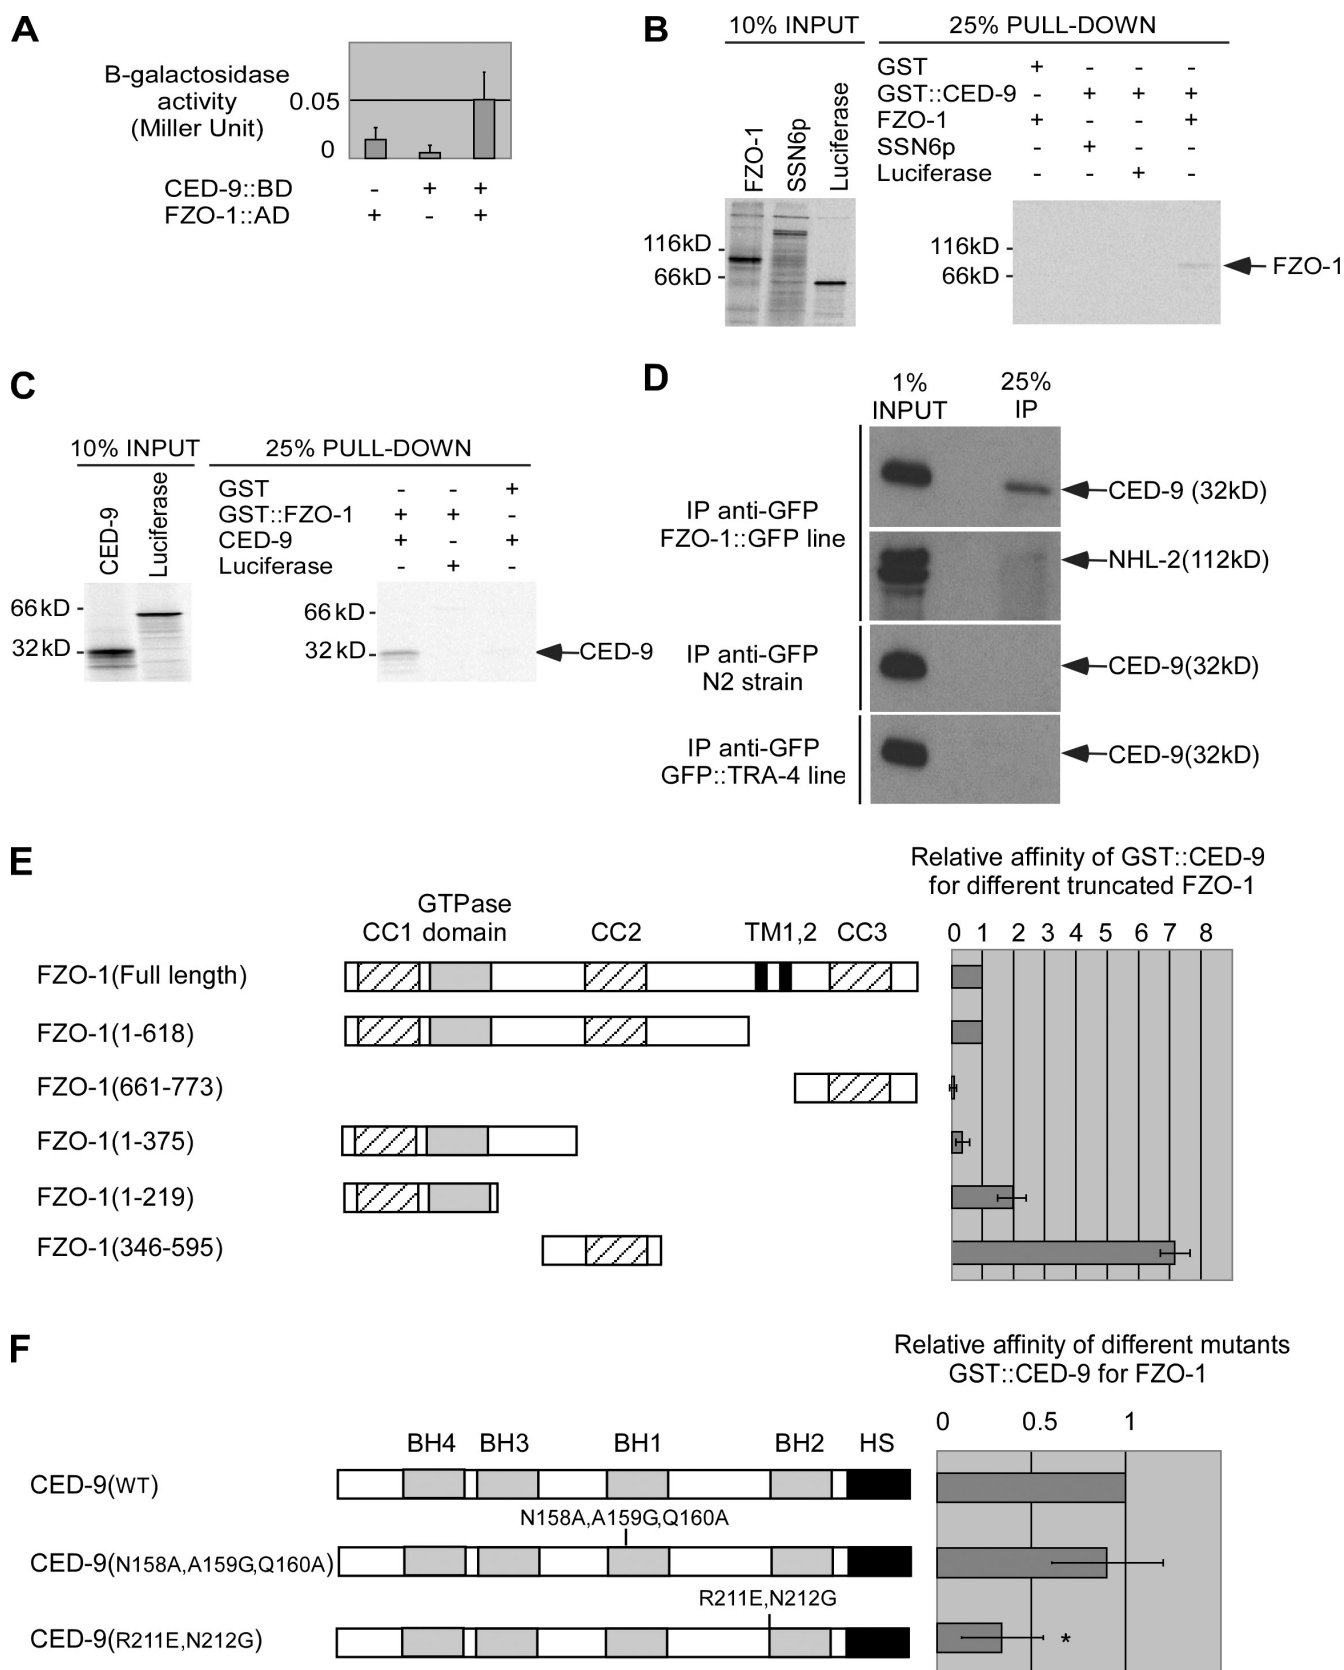 A
B-galactosidase
activity
(Miller Unit)
0.05
0
CED-9::BD - + +
FZO-1::AD + - +
B
10% INPUT 25% PULL-DOWN
GST + - - -
GST::CED-9 - + + +
FZO-1 + - - +
SSN6p - + - -
Luciferase - - + -
FZO-1 SSN6p Luciferase
116kD
66kD
116kD
66kD
FZO-1
C
10% INPUT 25% PULL-DOWN
GST - - +
GST::FZO-1 + + -
CED-9 + - +
Luciferase - + -
CED-9 Luciferase
66kD
32kD
66kD
32kD
CED-9
D
1% 25%
INPUT IP
IP anti-GFP
FZO-1::GFP line
CED-9 (32kD)
NHL-2(112kD)
IP anti-GFP
N2 strain
CED-9(32kD)
IP anti-GFP
GFP::TRA-4 line
CED-9(32kD)
E
Relative affinity of GST::CED-9
for different truncated FZO-1
0 1 2 3 4 5 6 7 8
GTPase
CC1 domain CC2 TM1,2 CC3
FZO-1(Full length)
FZO-1(1-618)
FZO-1(661-773)
FZO-1(1-375)
FZO-1(1-219)
FZO-1(346-595)
F
Relative affinity of different mutants
GST::CED-9 for FZO-1
0 0.5 1
BH4 BH3 BH1 BH2 HS
CED-9(WT)
N158A,A159G,Q160A
CED-9(N158A,A159G,Q160A)
R211E,N212G
CED-9(R211E,N212G)
*